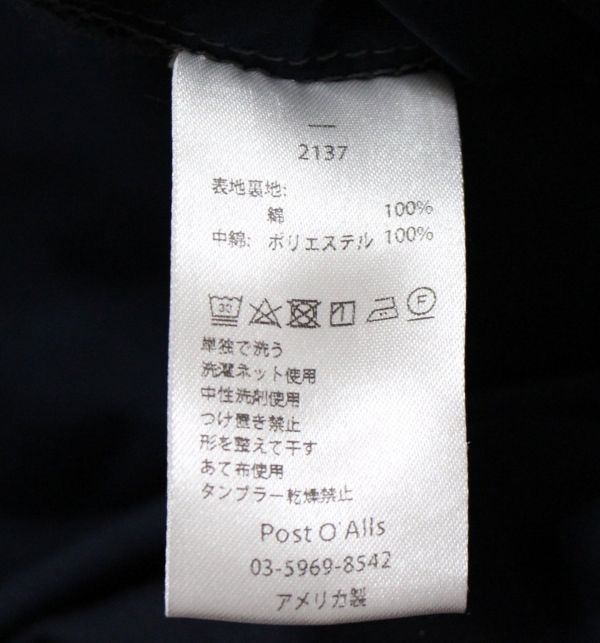 2137
表地裏地:
綿 100%
中綿: ポリエステル 100%
30 F
単独で洗う
洗濯ネット使用
中性洗剤使用
つけ置き禁止
形を整えて干す
あて布使用
タンブラー乾燥禁止
Post O'Alls
03-5969-8542
アメリカ製